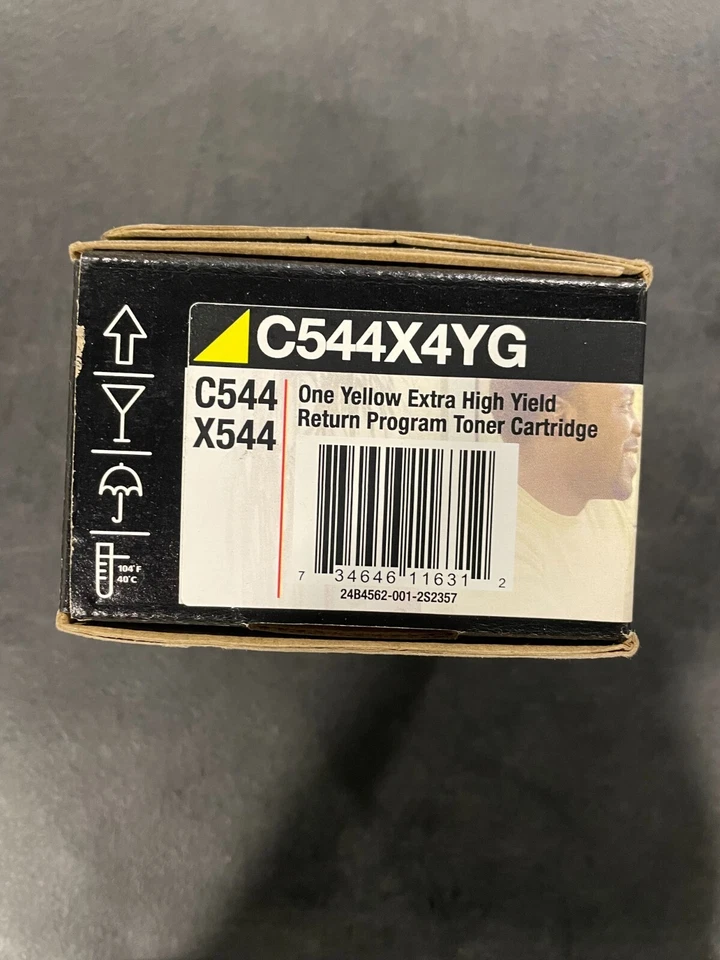 C544X4YG
C544
X544
One Yellow Extra High Yield
Return Program Toner Cartridge
104°F
40°C
7 34646 11631 2
24B4562-001-2S2357